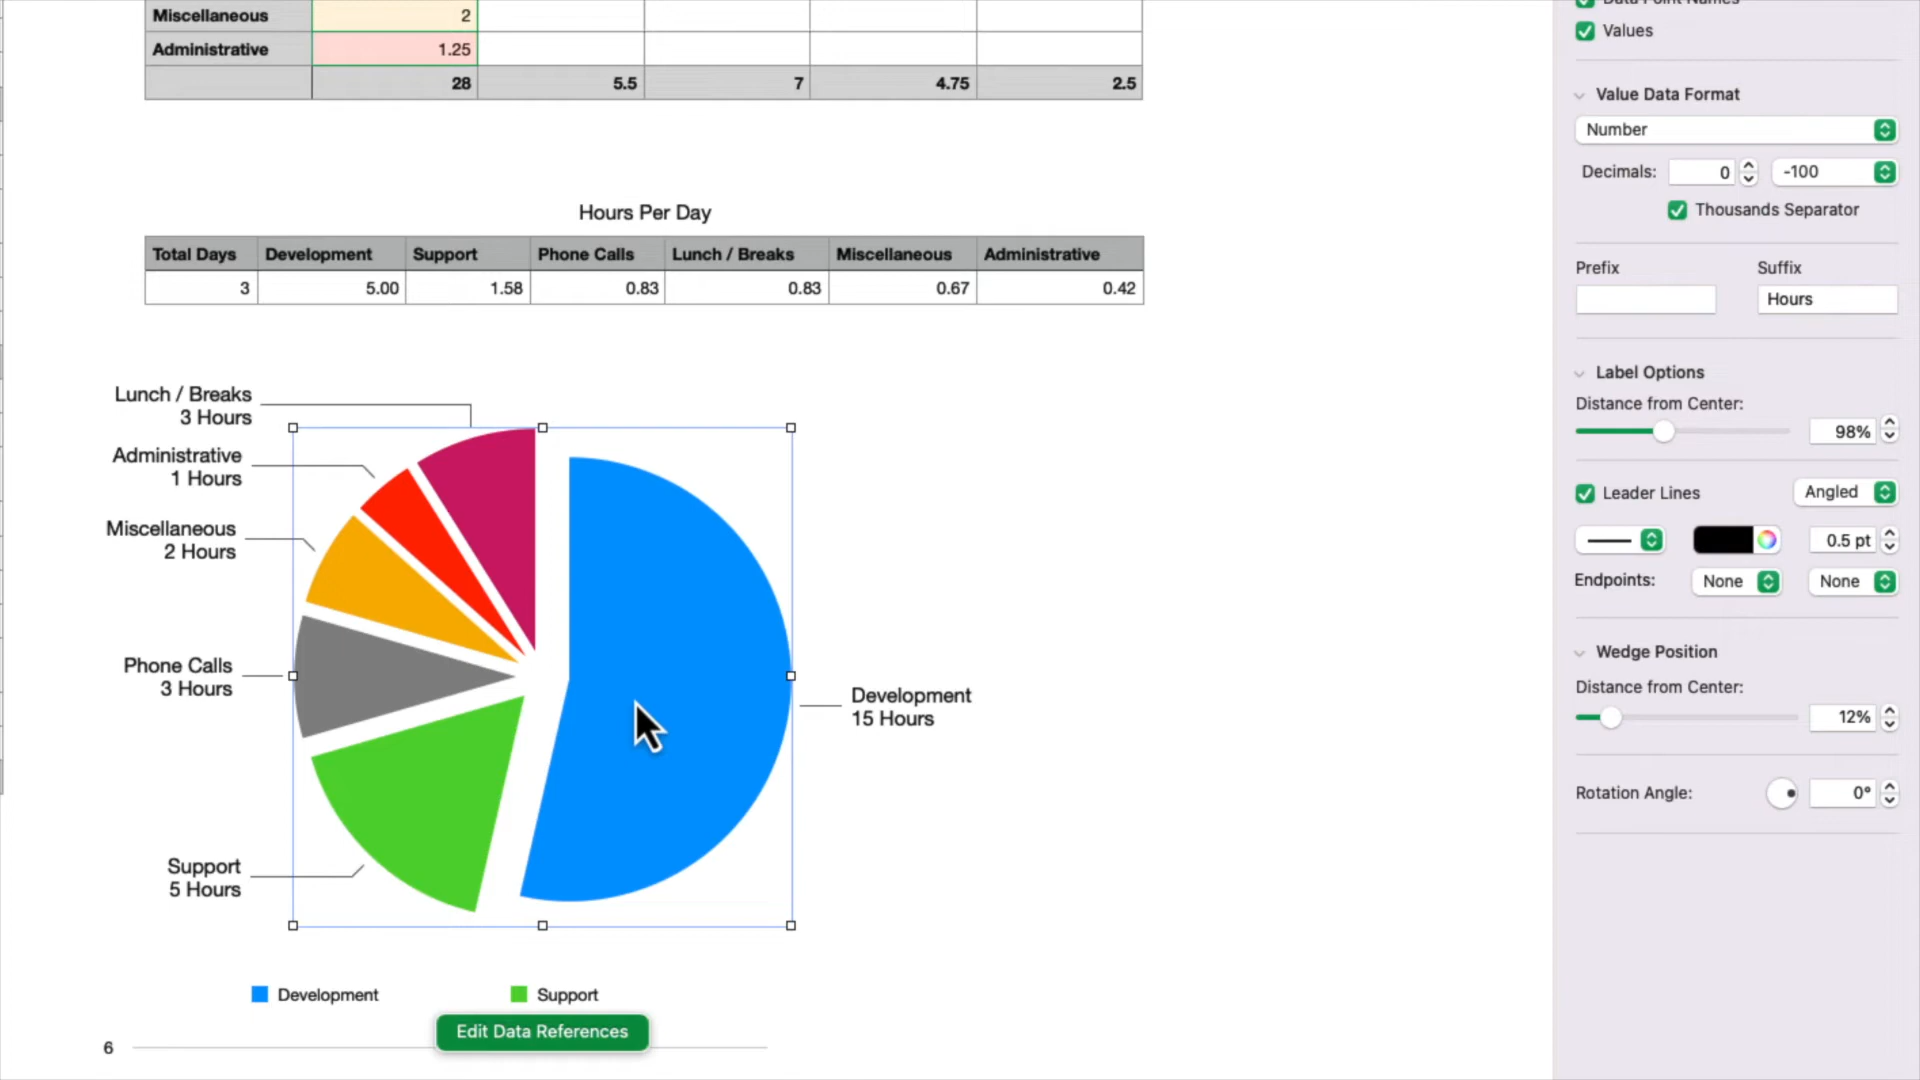 Miscellaneous 2
Administrative 1.25
28 5.5 7 4.75 2.5
Hours Per Day
Total Days Development Support Phone Calls Lunch / Breaks Miscellaneous Administrative
3 5.00 1.58 0.83 0.83 0.67 0.42
Lunch / Breaks
3 Hours
Administrative
1 Hours
Miscellaneous
2 Hours
Phone Calls
3 Hours
Support
5 Hours
Development
15 Hours
Development Support
Edit Data References
6
Data Point Names
Values
Value Data Format
Number
Decimals: 0 -100
Thousands Separator
Prefix Suffix
Hours
Label Options
Distance from Center:
98%
Leader Lines Angled
0.5 pt
Endpoints: None None
Wedge Position
Distance from Center:
12%
Rotation Angle: 0°